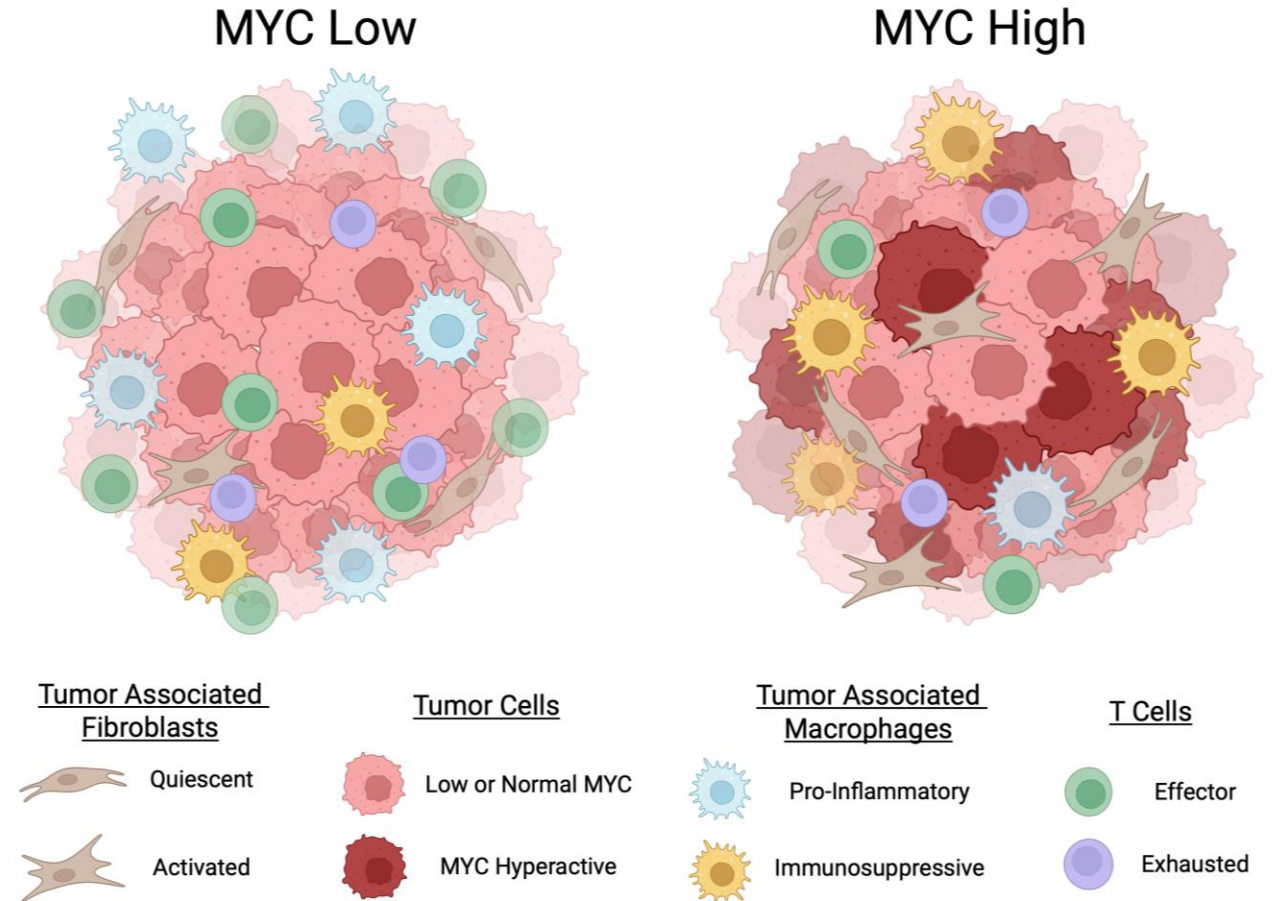 MYC Low
MYC High
Tumor Associated
Fibroblasts
Quiescent
Activated
Tumor Cells
Low or Normal MYC
MYC Hyperactive
Tumor Associated
Macrophages
Pro-Inflammatory
Immunosuppressive
T Cells
Effector
Exhausted